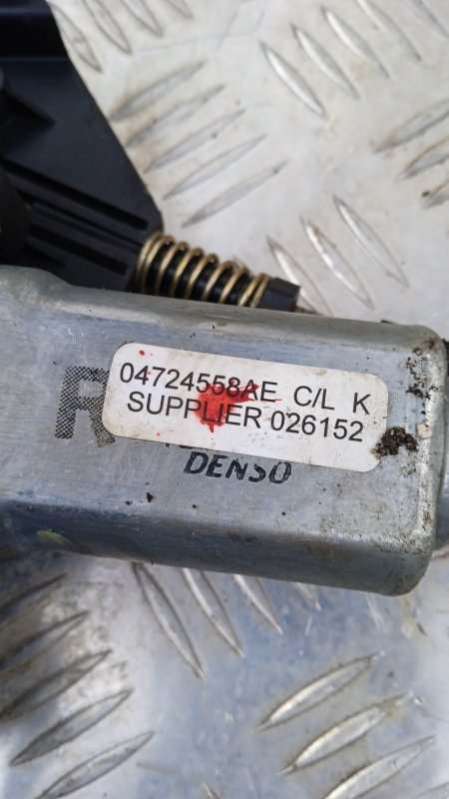 04724558AE C/L K
SUPPLIER 026152
R
DENSO